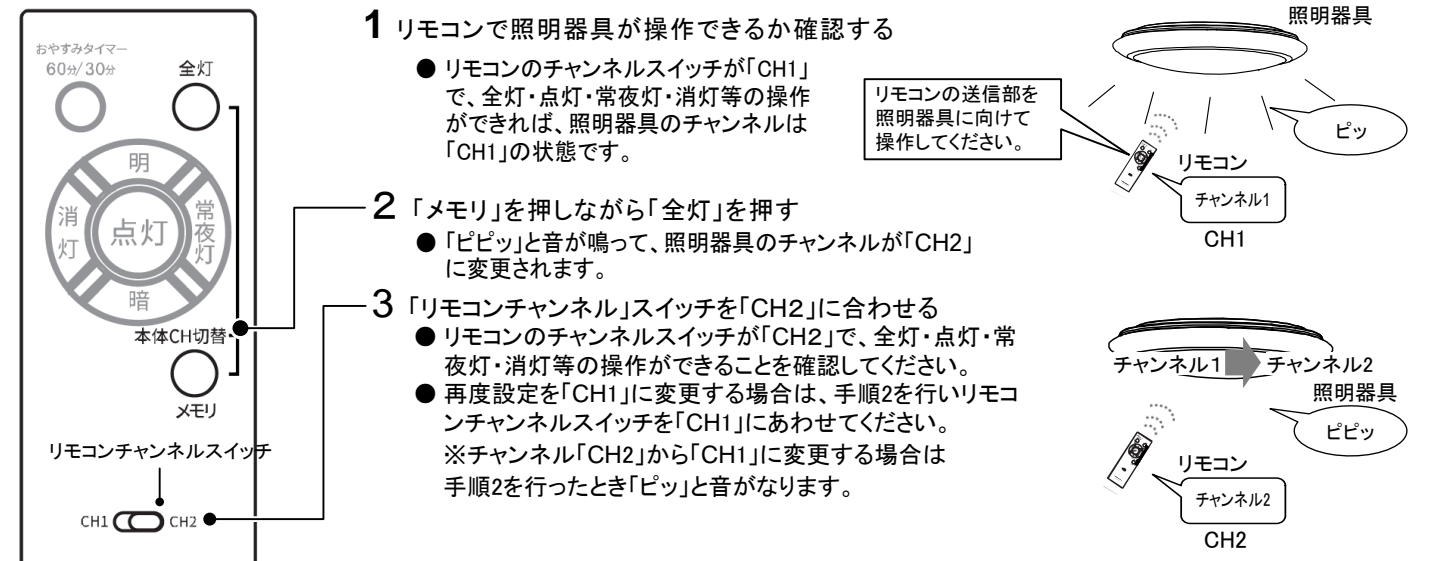 おやすみタイマー
60分/30分
全灯
明
消灯
点灯
常夜灯
暗
本体CH切替
メモリ
リモコンチャンネルスイッチ
CH1 CH2
1 リモコンで照明器具が操作できるか確認する
● リモコンのチャンネルスイッチが「CH1」
で、全灯・点灯・常夜灯・消灯等の操作
ができれば、照明器具のチャンネルは
「CH1」の状態です。
2 「メモリ」を押しながら「全灯」を押す
● 「ピピッ」と音が鳴って、照明器具のチャンネルが「CH2」
に変更されます。
3 「リモコンチャンネル」スイッチを「CH2」に合わせる
● リモコンのチャンネルスイッチが「CH2」で、全灯・点灯・常
夜灯・消灯等の操作ができることを確認してください。
● 再度設定を「CH1」に変更する場合は、手順2を行いリモコ
ンチャンネルスイッチを「CH1」にあわせてください。
※チャンネル「CH2」から「CH1」に変更する場合は
手順2を行ったとき「ピッ」と音がなります。
照明器具
リモコンの送信部を
照明器具に向けて
操作してください。
ピッ
リモコン
チャンネル1
CH1
チャンネル1 チャンネル2
照明器具
ピピッ
リモコン
チャンネル2
CH2